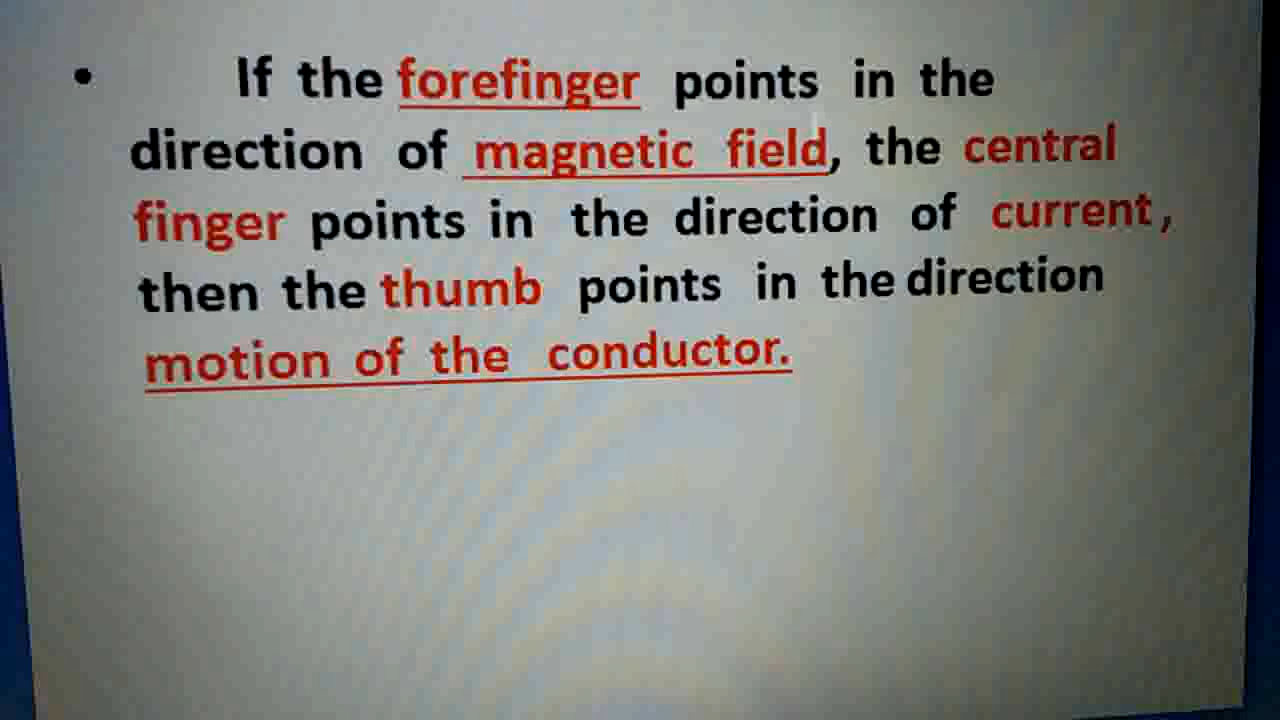 • If the forefinger points in the
direction of magnetic field, the central
finger points in the direction of current,
then the thumb points in the direction
motion of the conductor.